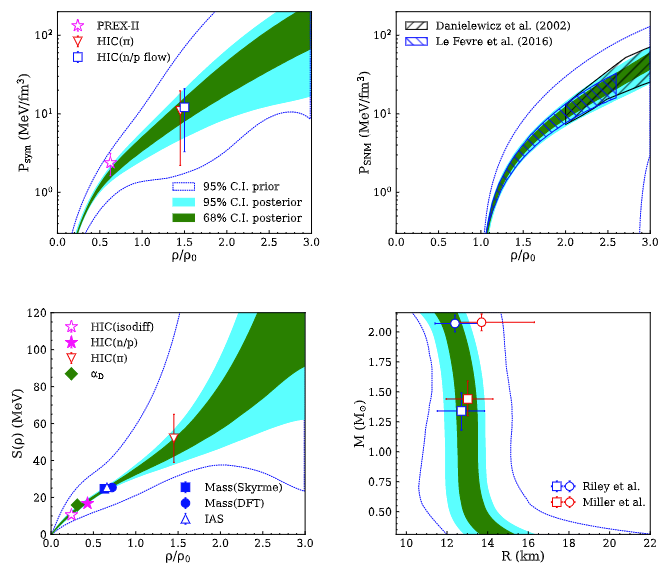 PREX-II
HIC(π)
HIC(n/p flow)
95% C.I. prior
95% C.I. posterior
68% C.I. posterior
P_sym (MeV/fm³)
10² 10¹ 10⁰
0.0 0.5 1.0 1.5 2.0 2.5 3.0
ρ/ρ₀
Danielewicz et al. (2002)
Le Fevre et al. (2016)
P_SNM (MeV/fm³)
10² 10¹ 10⁰
0.0 0.5 1.0 1.5 2.0 2.5 3.0
ρ/ρ₀
HIC(isodiff)
HIC(n/p)
HIC(π)
α_D
Mass(Skyrme)
Mass(DFT)
IAS
S(ρ) (MeV)
120 100 80 60 40 20 0
0.0 0.5 1.0 1.5 2.0 2.5 3.0
ρ/ρ₀
Riley et al.
Miller et al.
M (M⊙)
2.00 1.75 1.50 1.25 1.00 0.75 0.50
10 12 14 16 18 20 22
R (km)